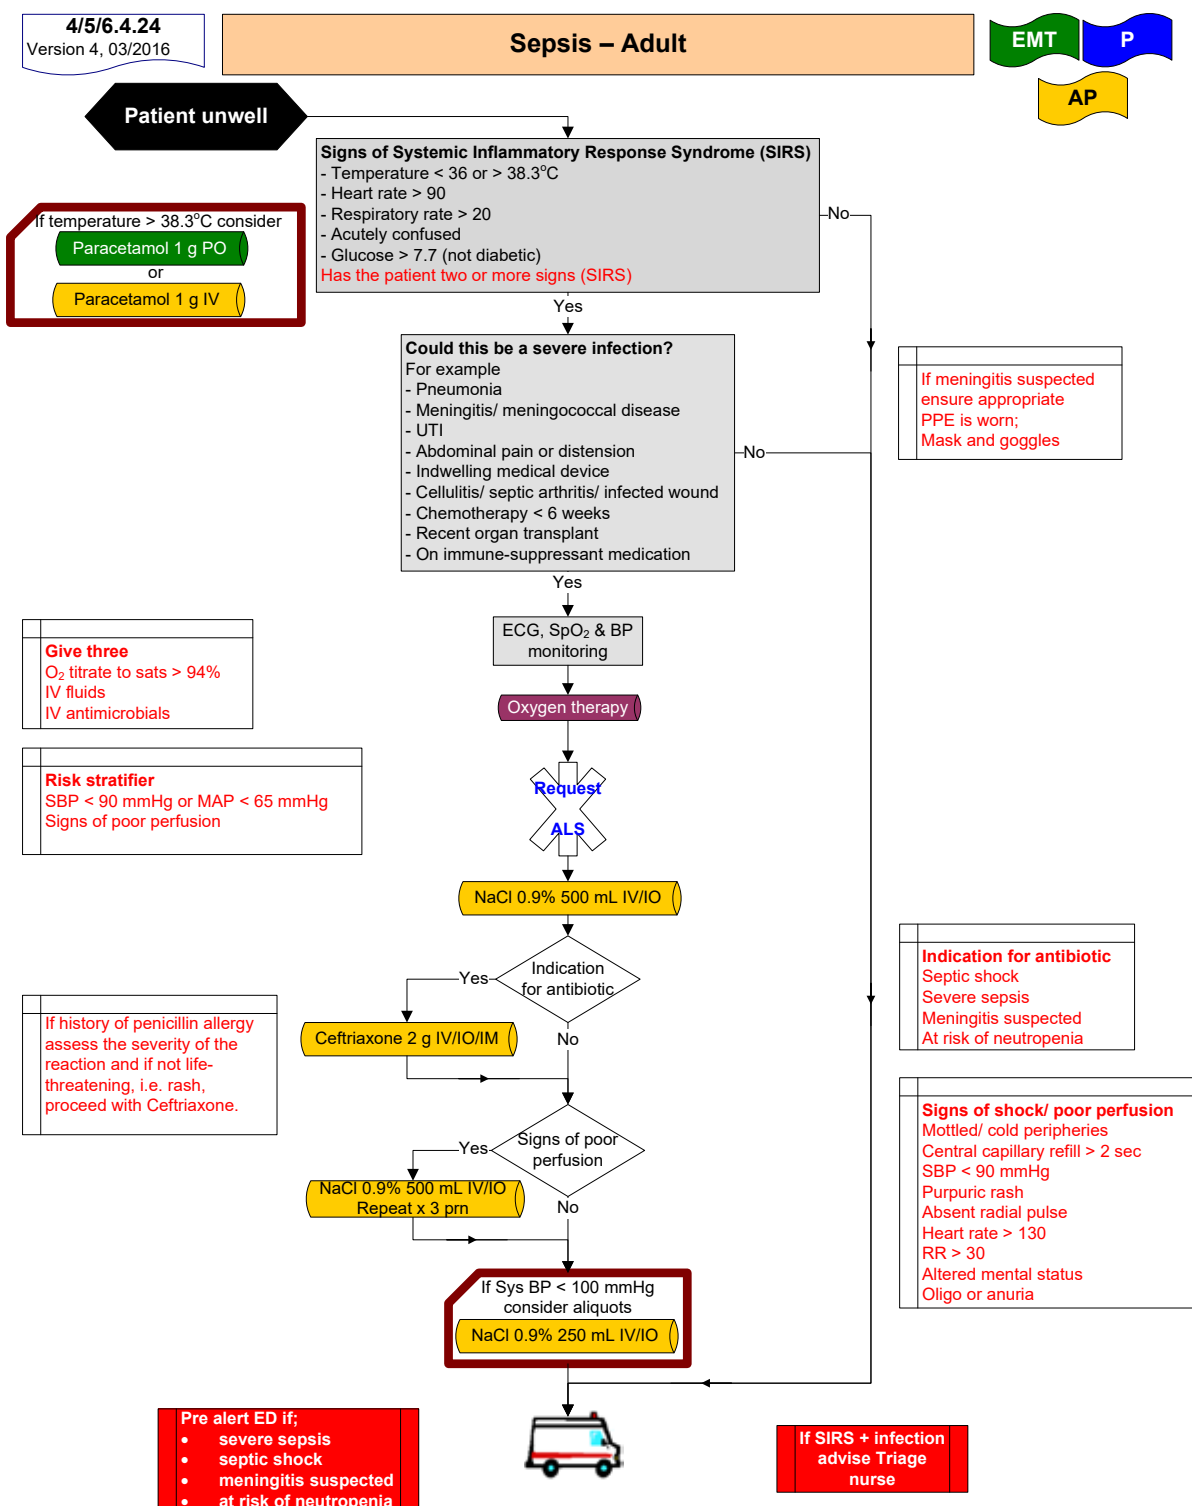 4/5/6.4.24
Version 4, 03/2016
Sepsis – Adult
EMT
P
AP
Patient unwell
Signs of Systemic Inflammatory Response Syndrome (SIRS)
- Temperature < 36 or > 38.3°C
- Heart rate > 90
- Respiratory rate > 20
- Acutely confused
- Glucose > 7.7 (not diabetic)
Has the patient two or more signs (SIRS)
No
If temperature > 38.3°C consider
Paracetamol 1 g PO
or
Paracetamol 1 g IV
Yes
Could this be a severe infection?
For example
- Pneumonia
- Meningitis/ meningococcal disease
- UTI
- Abdominal pain or distension
- Indwelling medical device
- Cellulitis/ septic arthritis/ infected wound
- Chemotherapy < 6 weeks
- Recent organ transplant
- On immune-suppressant medication
No
If meningitis suspected
ensure appropriate
PPE is worn;
Mask and goggles
Yes
ECG, SpO₂ & BP
monitoring
Give three
O₂ titrate to sats > 94%
IV fluids
IV antimicrobials
Oxygen therapy
Risk stratifier
SBP < 90 mmHg or MAP < 65 mmHg
Signs of poor perfusion
Request
ALS
NaCl 0.9% 500 mL IV/IO
Indication
for antibiotic
Yes
No
Ceftriaxone 2 g IV/IO/IM
Indication for antibiotic
Septic shock
Severe sepsis
Meningitis suspected
At risk of neutropenia
If history of penicillin allergy
assess the severity of the
reaction and if not life-
threatening, i.e. rash,
proceed with Ceftriaxone.
Signs of poor
perfusion
Yes
No
NaCl 0.9% 500 mL IV/IO
Repeat x 3 prn
Signs of shock/ poor perfusion
Mottled/ cold peripheries
Central capillary refill > 2 sec
SBP < 90 mmHg
Purpuric rash
Absent radial pulse
Heart rate > 130
RR > 30
Altered mental status
Oligo or anuria
If Sys BP < 100 mmHg
consider aliquots
NaCl 0.9% 250 mL IV/IO
Pre alert ED if;
• severe sepsis
• septic shock
• meningitis suspected
• at risk of neutropenia
If SIRS + infection
advise Triage
nurse